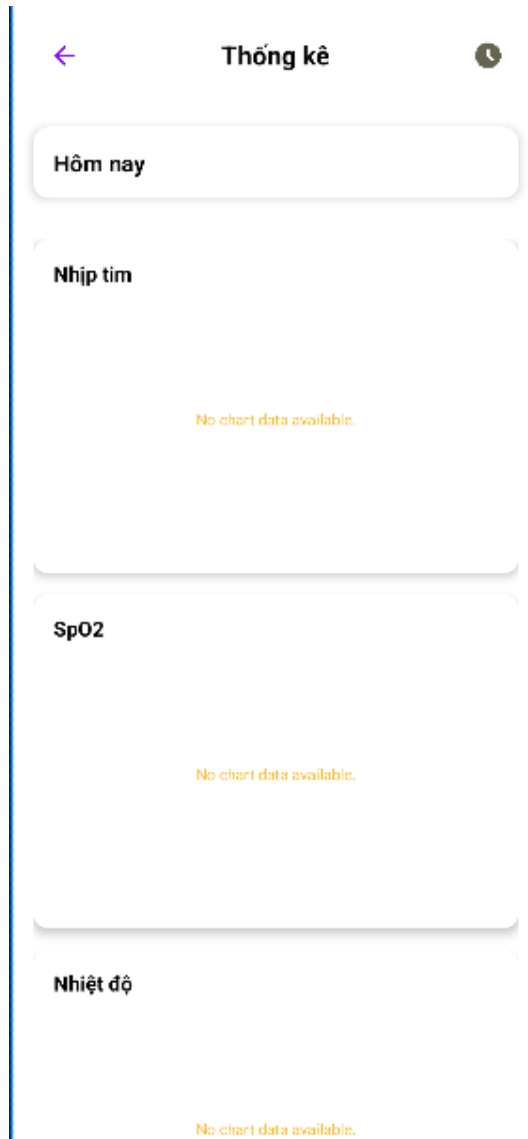 Thống kê
Hôm nay
Nhịp tim
No chart data available.
SpO2
No chart data available.
Nhiệt độ
No chart data available.